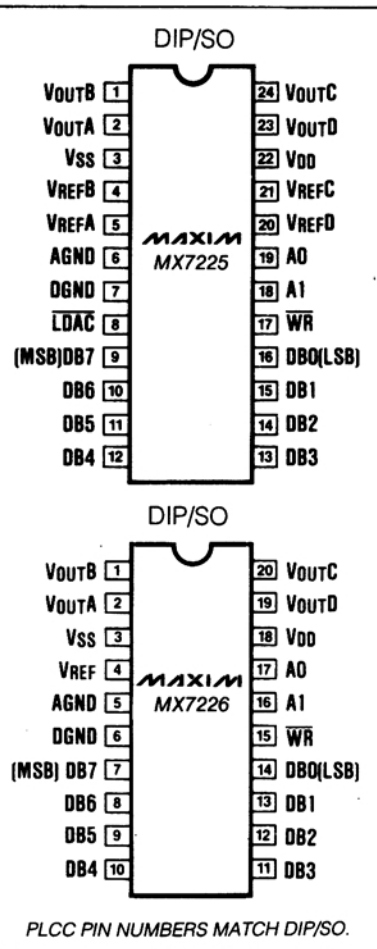 DIP/SO
VOUTB 1 24 VOUTC
VOUTA 2 23 VOUTD
VSS 3 22 VDD
VREFB 4 21 VREFC
VREFA 5 20 VREFD
AGND 6 MAXIM 19 A0
DGND 7 MX7225 18 A1
LDAC 8 17 WR
(MSB)DB7 9 16 DB0(LSB)
DB6 10 15 DB1
DB5 11 14 DB2
DB4 12 13 DB3
DIP/SO
VOUTB 1 20 VOUTC
VOUTA 2 19 VOUTD
VSS 3 18 VDD
VREF 4 MAXIM 17 A0
AGND 5 MX7226 16 A1
DGND 6 15 WR
(MSB) DB7 7 14 DB0(LSB)
DB6 8 13 DB1
DB5 9 12 DB2
DB4 10 11 DB3
PLCC PIN NUMBERS MATCH DIP/SO.